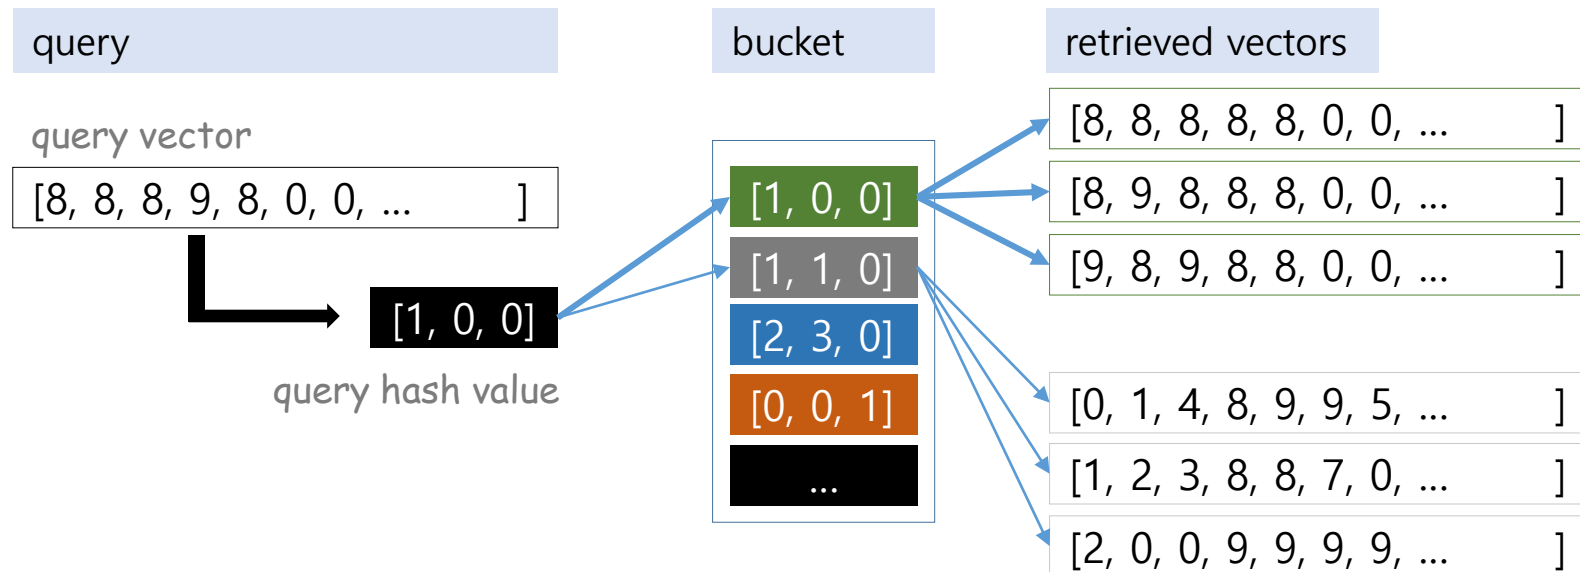 query
query vector
[8, 8, 8, 9, 8, 0, 0, ... ]
[1, 0, 0]
query hash value
bucket
[1, 0, 0]
[1, 1, 0]
[2, 3, 0]
[0, 0, 1]
...
retrieved vectors
[8, 8, 8, 8, 8, 0, 0, ... ]
[8, 9, 8, 8, 8, 0, 0, ... ]
[9, 8, 9, 8, 8, 0, 0, ... ]
[0, 1, 4, 8, 9, 9, 5, ... ]
[1, 2, 3, 8, 8, 7, 0, ... ]
[2, 0, 0, 9, 9, 9, 9, ... ]